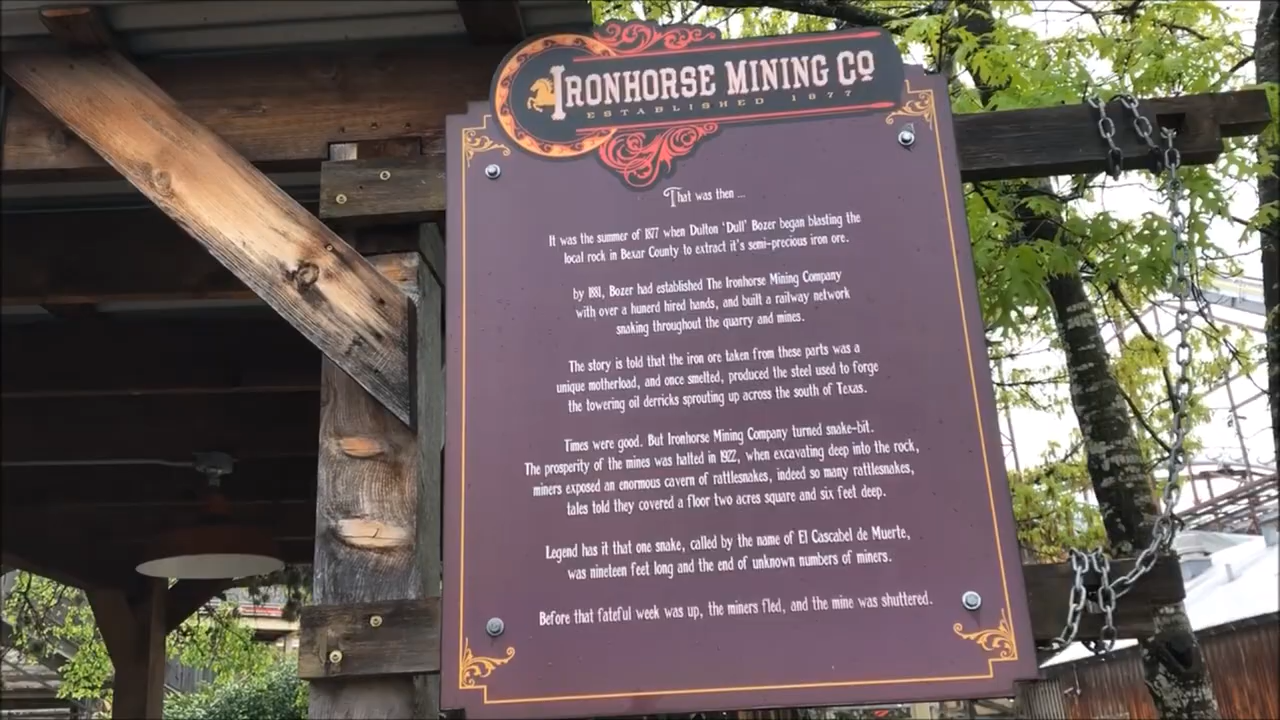 IRONHORSE MINING CO
ESTABLISHED 1877
That was then ...
It was the summer of 1877 when Dulton 'Dull' Bozer began blasting the
local rock in Bexar County to extract it's semi-precious iron ore.
by 1881, Bozer had established The Ironhorse Mining Company
with over a hunerd hired hands, and built a railway network
snaking throughout the quarry and mines.
The story is told that the iron ore taken from these parts was a
unique motherload, and once smelted, produced the steel used to forge
the towering oil derricks sprouting up across the south of Texas.
Times were good. But Ironhorse Mining Company turned snake-bit.
The prosperity of the mines was halted in 1922, when excavating deep into the rock,
miners exposed an enormous cavern of rattlesnakes, indeed so many rattlesnakes,
tales told they covered a floor two acres square and six feet deep.
Legend has it that one snake, called by the name of El Cascabel de Muerte,
was nineteen feet long and the end of unknown numbers of miners.
Before that fateful week was up, the miners fled, and the mine was shuttered.